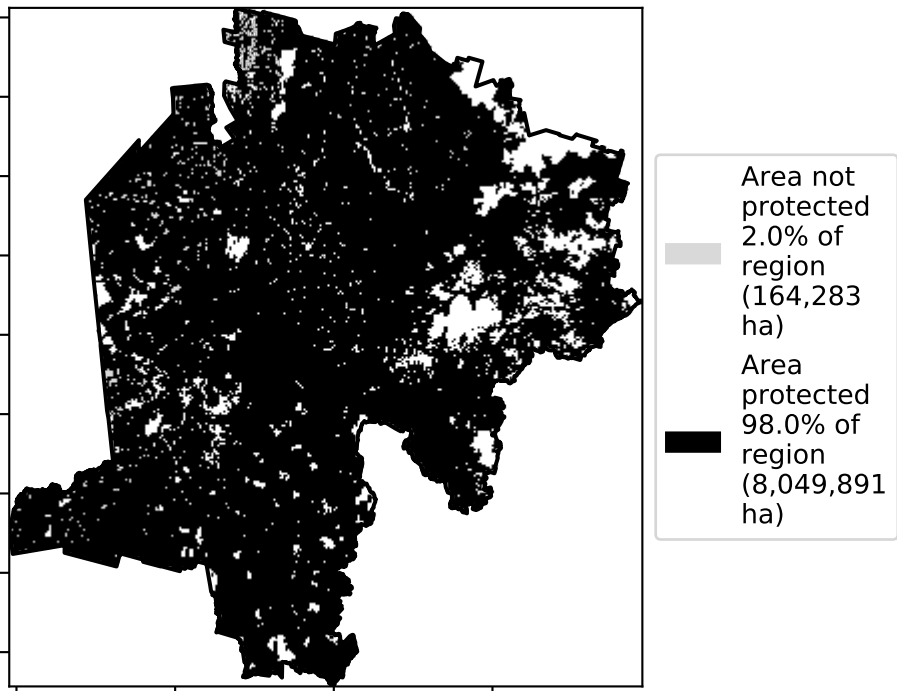 Area not
protected
2.0% of
region
(164,283
ha)
Area
protected
98.0% of
region
(8,049,891
ha)